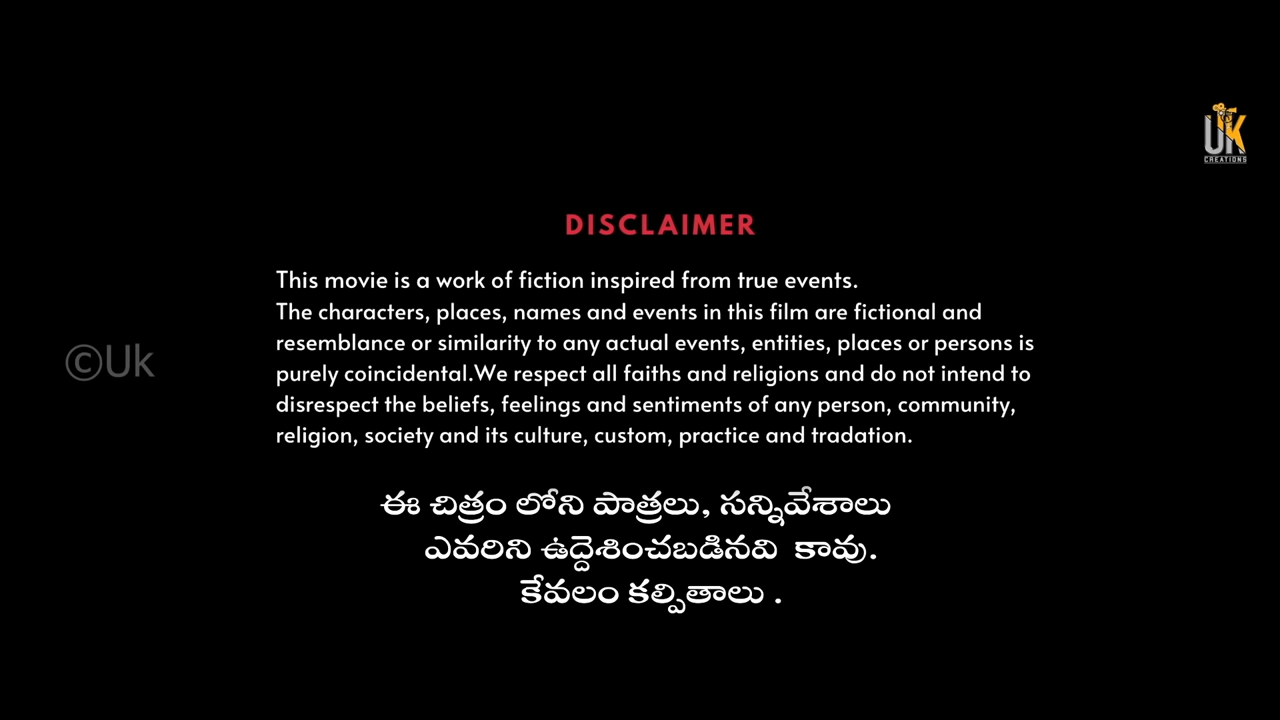 UK
CREATIONS
DISCLAIMER
This movie is a work of fiction inspired from true events.
The characters, places, names and events in this film are fictional and
resemblance or similarity to any actual events, entities, places or persons is
purely coincidental.We respect all faiths and religions and do not intend to
disrespect the beliefs, feelings and sentiments of any person, community,
religion, society and its culture, custom, practice and tradation.
©Uk
ఈ చిత్రం లోని పాత్రలు, సన్నివేశాలు
ఎవరిని ఉద్దెశించబడినవి కావు.
కేవలం కల్పితాలు .